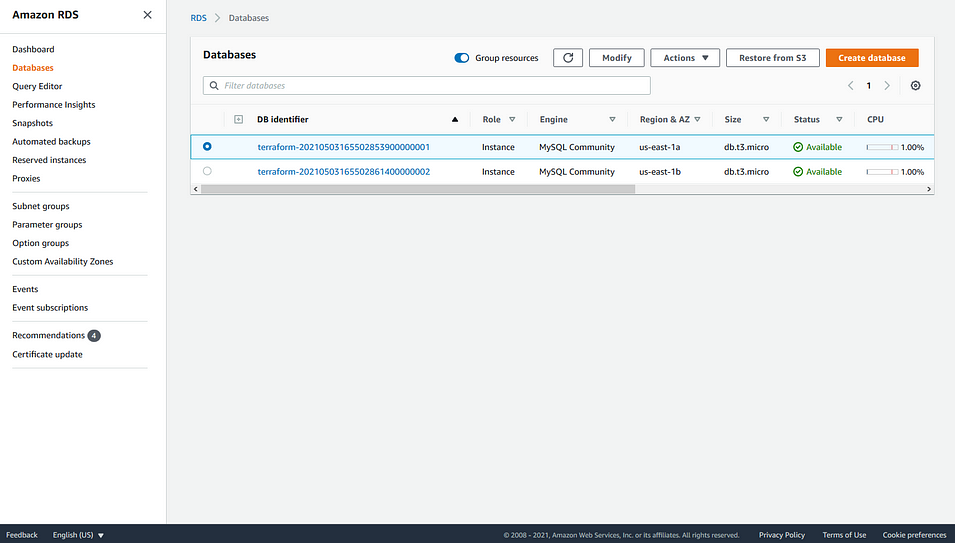 Amazon RDS
Dashboard
Databases
Query Editor
Performance Insights
Snapshots
Automated backups
Reserved instances
Proxies
Subnet groups
Parameter groups
Option groups
Custom Availability Zones
Events
Event subscriptions
Recommendations 4
Certificate update
RDS > Databases
Databases
Group resources Modify Actions Restore from S3 Create database
Filter databases 1
DB identifier Role Engine Region & AZ Size Status CPU
terraform-20210503165502853900000001 Instance MySQL Community us-east-1a db.t3.micro Available 1.00%
terraform-20210503165502861400000002 Instance MySQL Community us-east-1b db.t3.micro Available 1.00%
Feedback English (US) © 2008 - 2021, Amazon Web Services, Inc. or its affiliates. All rights reserved. Privacy Policy Terms of Use Cookie preferences